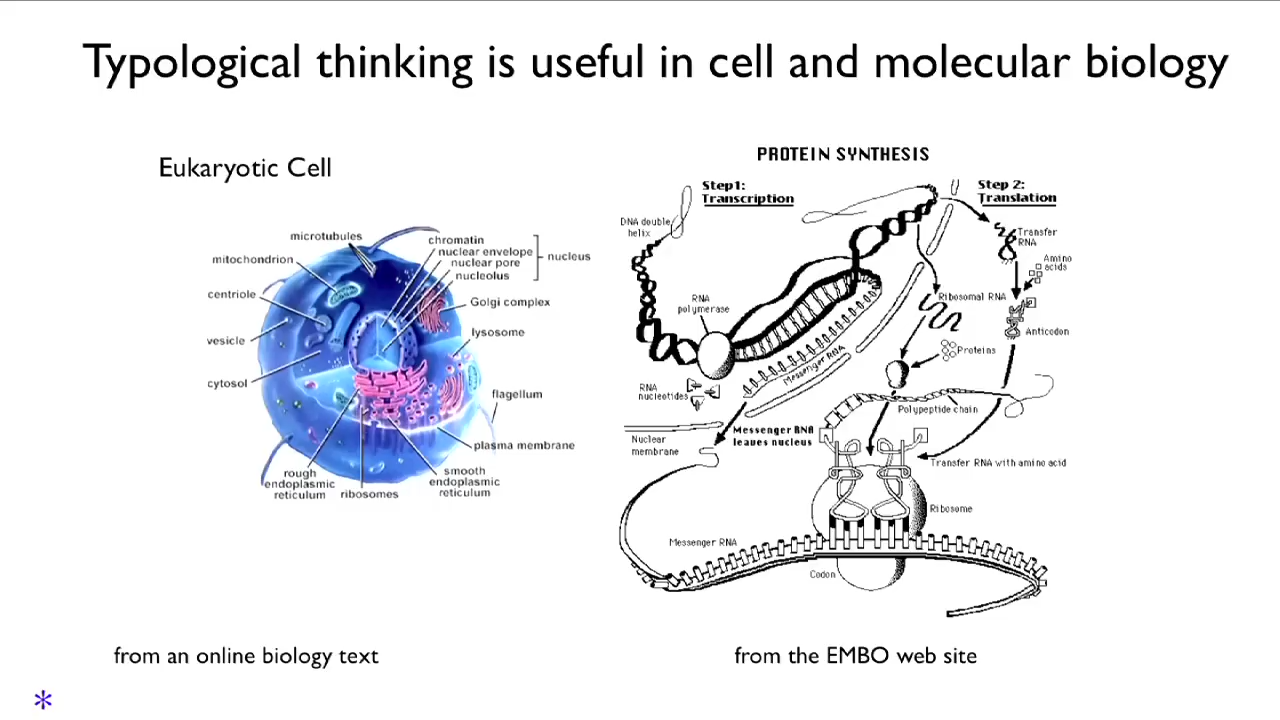 Typological thinking is useful in cell and molecular biology
Eukaryotic Cell
microtubules
mitochondrion
centriole
vesicle
cytosol
chromatin
nuclear envelope
nuclear pore
nucleolus
nucleus
Golgi complex
lysosome
flagellum
plasma membrane
rough
endoplasmic
reticulum
ribosomes
smooth
endoplasmic
reticulum
from an online biology text
PROTEIN SYNTHESIS
Step1:
Transcription
Step 2:
Translation
DNA double
helix
Transfer
RNA
Amino
acids
RNA
polymerase
Ribosomal RNA
Anticodon
Messenger RNA
Proteins
RNA
nucleotides
Polypeptide chain
Nuclear
membrane
Messenger RNA
leaves nucleus
Transfer RNA with amino acid
Ribosome
Messenger RNA
Codon
from the EMBO web site
*